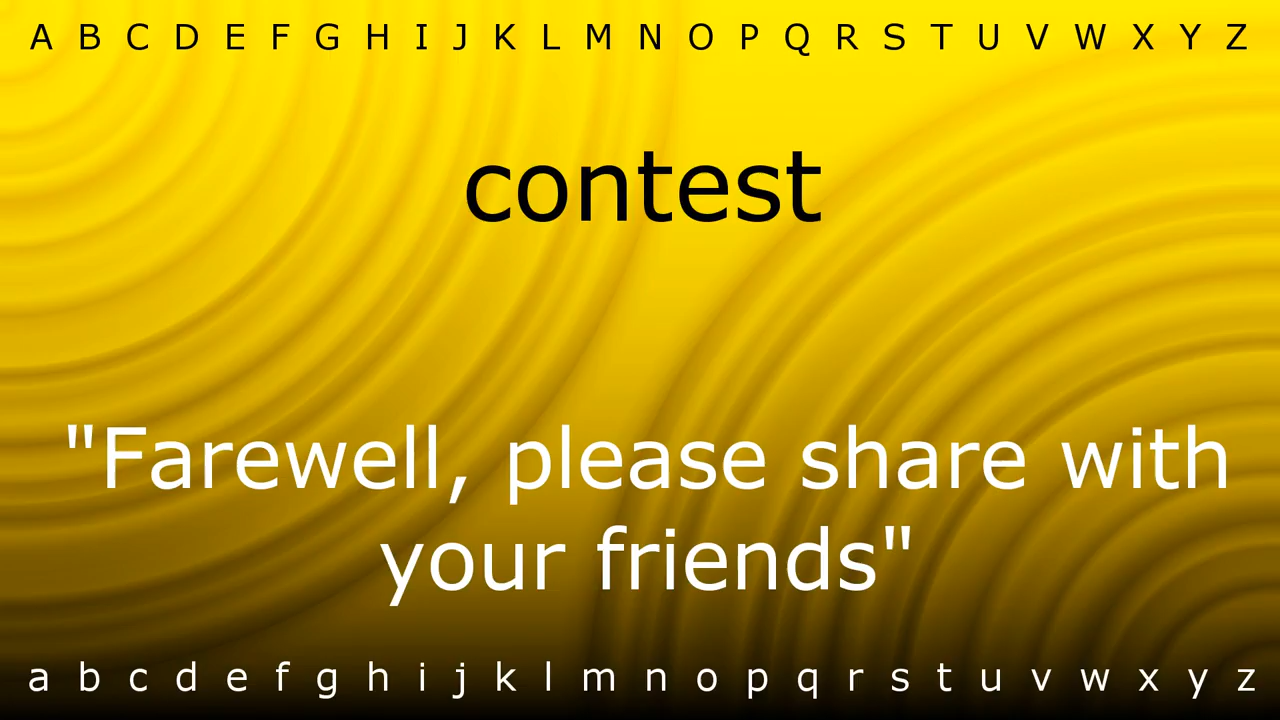 A B C D E F G H I J K L M N O P Q R S T U V W X Y Z
contest
"Farewell, please share with
your friends"
a b c d e f g h i j k l m n o p q r s t u v w x y z